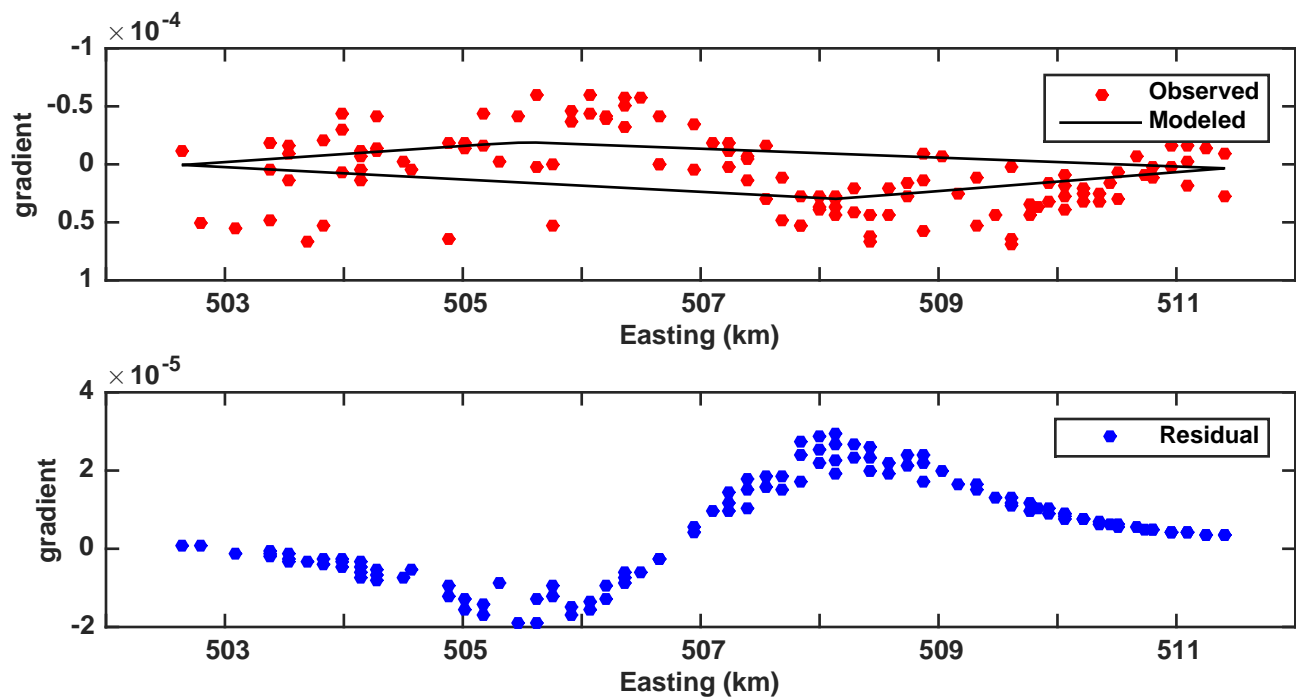 × 10-4
-1
-0.5
0
0.5
1
gradient
Observed
Modeled
503 505 507 509 511
Easting (km)
× 10-5
4
2
0
-2
gradient
Residual
503 505 507 509 511
Easting (km)